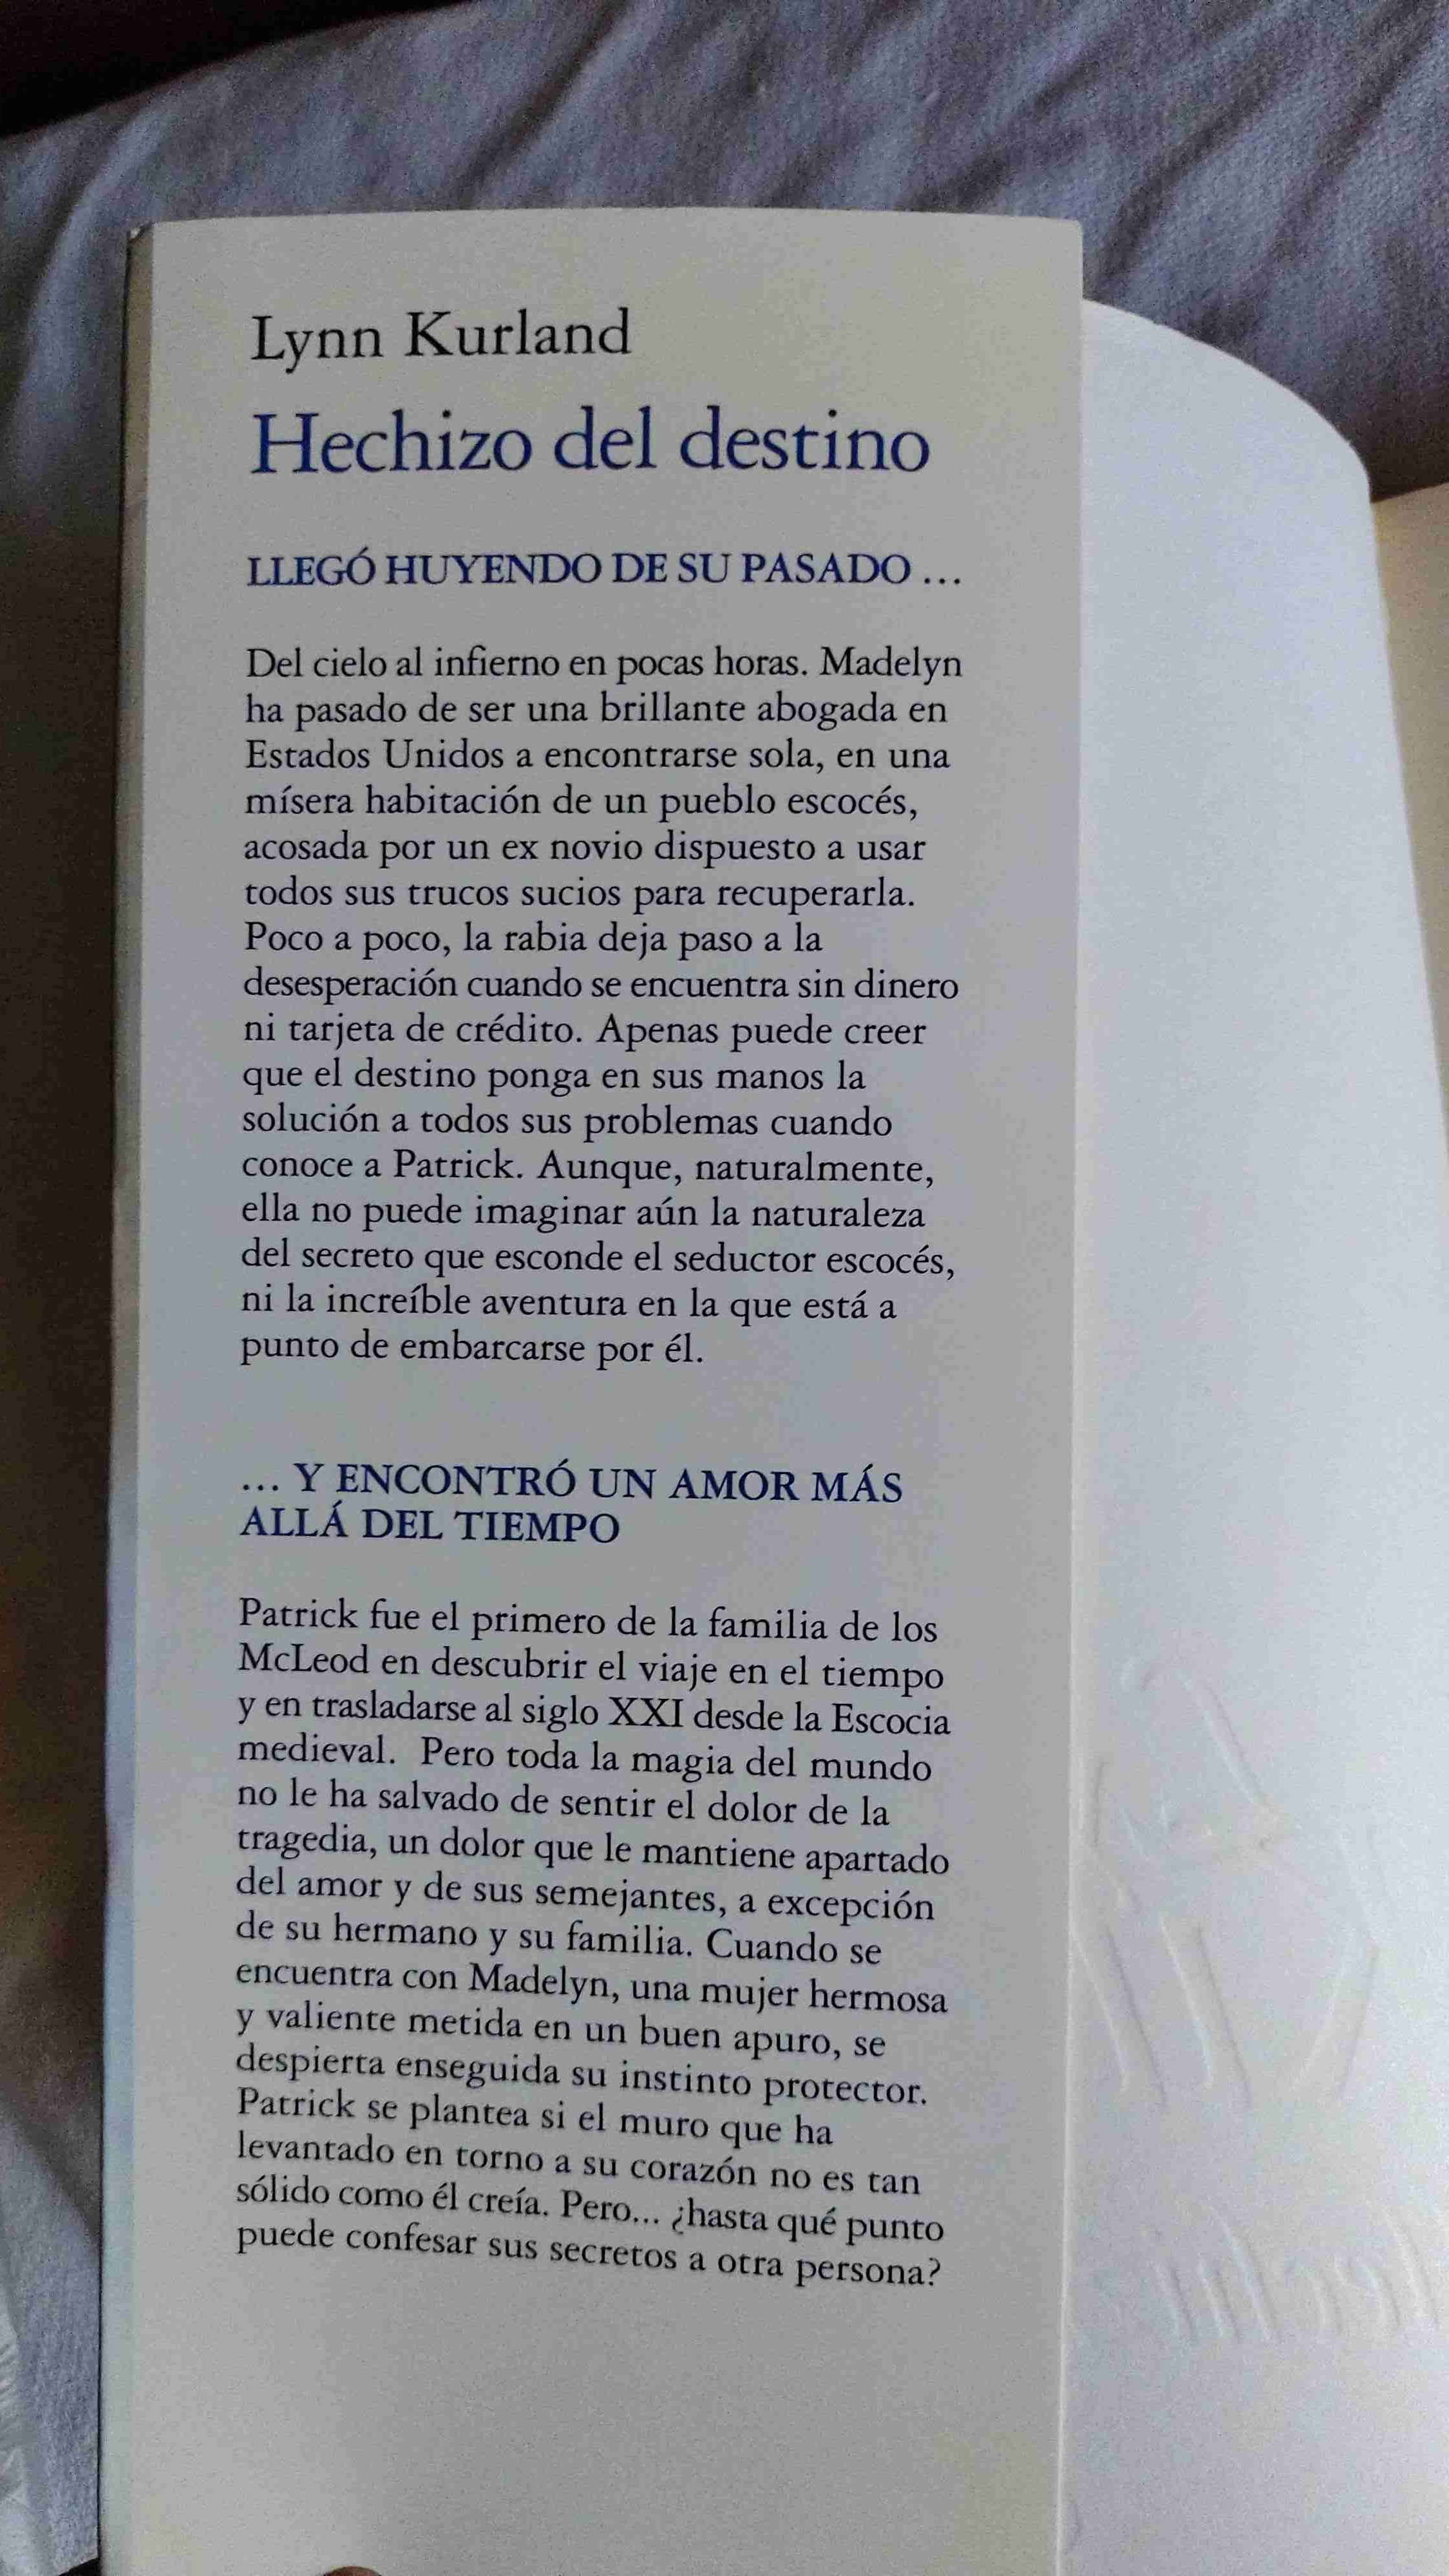 Lynn Kurland
Hechizo del destino
LLEGÓ HUYENDO DE SU PASADO ...
Del cielo al infierno en pocas horas. Madelyn
ha pasado de ser una brillante abogada en
Estados Unidos a encontrarse sola, en una
mísera habitación de un pueblo escocés,
acosada por un ex novio dispuesto a usar
todos sus trucos sucios para recuperarla.
Poco a poco, la rabia deja paso a la
desesperación cuando se encuentra sin dinero
ni tarjeta de crédito. Apenas puede creer
que el destino ponga en sus manos la
solución a todos sus problemas cuando
conoce a Patrick. Aunque, naturalmente,
ella no puede imaginar aún la naturaleza
del secreto que esconde el seductor escocés,
ni la increíble aventura en la que está a
punto de embarcarse por él.
... Y ENCONTRÓ UN AMOR MÁS
ALLÁ DEL TIEMPO
Patrick fue el primero de la familia de los
McLeod en descubrir el viaje en el tiempo
y en trasladarse al siglo XXI desde la Escocia
medieval. Pero toda la magia del mundo
no le ha salvado de sentir el dolor de la
tragedia, un dolor que le mantiene apartado
del amor y de sus semejantes, a excepción
de su hermano y su familia. Cuando se
encuentra con Madelyn, una mujer hermosa
y valiente metida en un buen apuro, se
despierta enseguida su instinto protector.
Patrick se plantea si el muro que ha
levantado en torno a su corazón no es tan
sólido como él creía. Pero... ¿hasta qué punto
puede confesar sus secretos a otra persona?